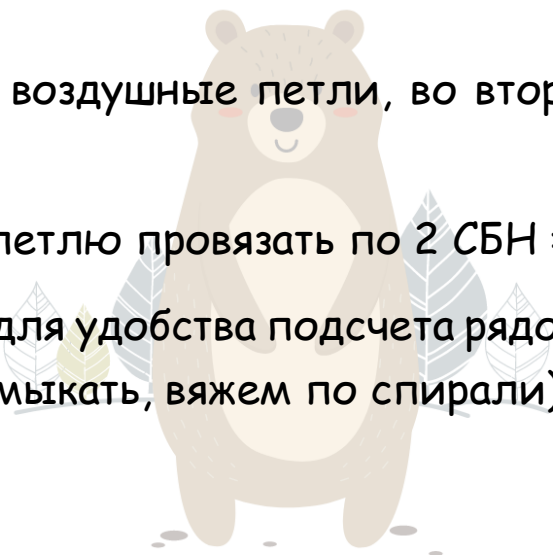 воздушные петли, во втор
петлю провязать по 2 СБН
для удобства подсчета рядо
мыкать, вяжем по спирали)